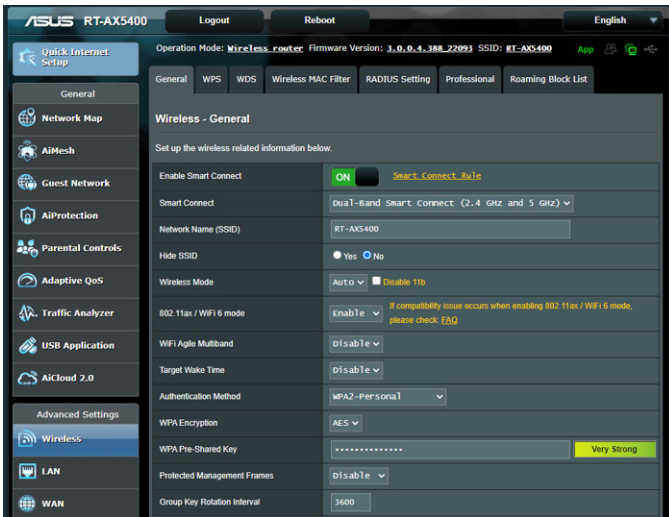 ASUS RT-AX5400 Logout Reboot English
Quick Internet Setup
Operation Mode: Wireless router Firmware Version: 3.0.0.4.388_22093 SSID: RT-AX5400 App
General WPS WDS Wireless MAC Filter RADIUS Setting Professional Roaming Block List
General
Network Map
AiMesh
Guest Network
AiProtection
Parental Controls
Adaptive QoS
Traffic Analyzer
USB Application
AiCloud 2.0
Advanced Settings
Wireless
LAN
WAN
Wireless - General
Set up the wireless related information below.
Enable Smart Connect ON Smart Connect Rule
Smart Connect Dual-Band Smart Connect (2.4 GHz and 5 GHz)
Network Name (SSID) RT-AX5400
Hide SSID Yes No
Wireless Mode Auto Disable 11b
802.11ax / WiFi 6 mode Enable If compatibility issue occurs when enabling 802.11ax / WiFi 6 mode,
please check: FAQ
WiFi Agile Multiband Disable
Target Wake Time Disable
Authentication Method WPA2-Personal
WPA Encryption AES
WPA Pre-Shared Key •••••••••••••• Very Strong
Protected Management Frames Disable
Group Key Rotation Interval 3600